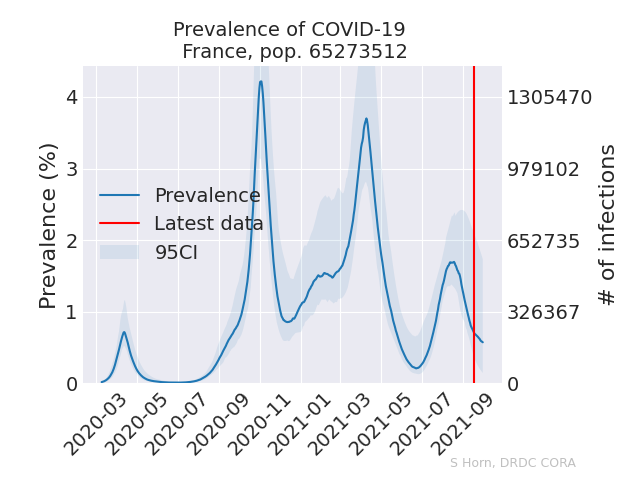 Prevalence of COVID-19
France, pop. 65273512
Prevalence (%)
4
3
2
1
0
1305470
979102
652735
326367
0
# of infections
Prevalence
Latest data
95CI
2020-03
2020-05
2020-07
2020-09
2020-11
2021-01
2021-03
2021-05
2021-07
2021-09
S Horn, DRDC CORA